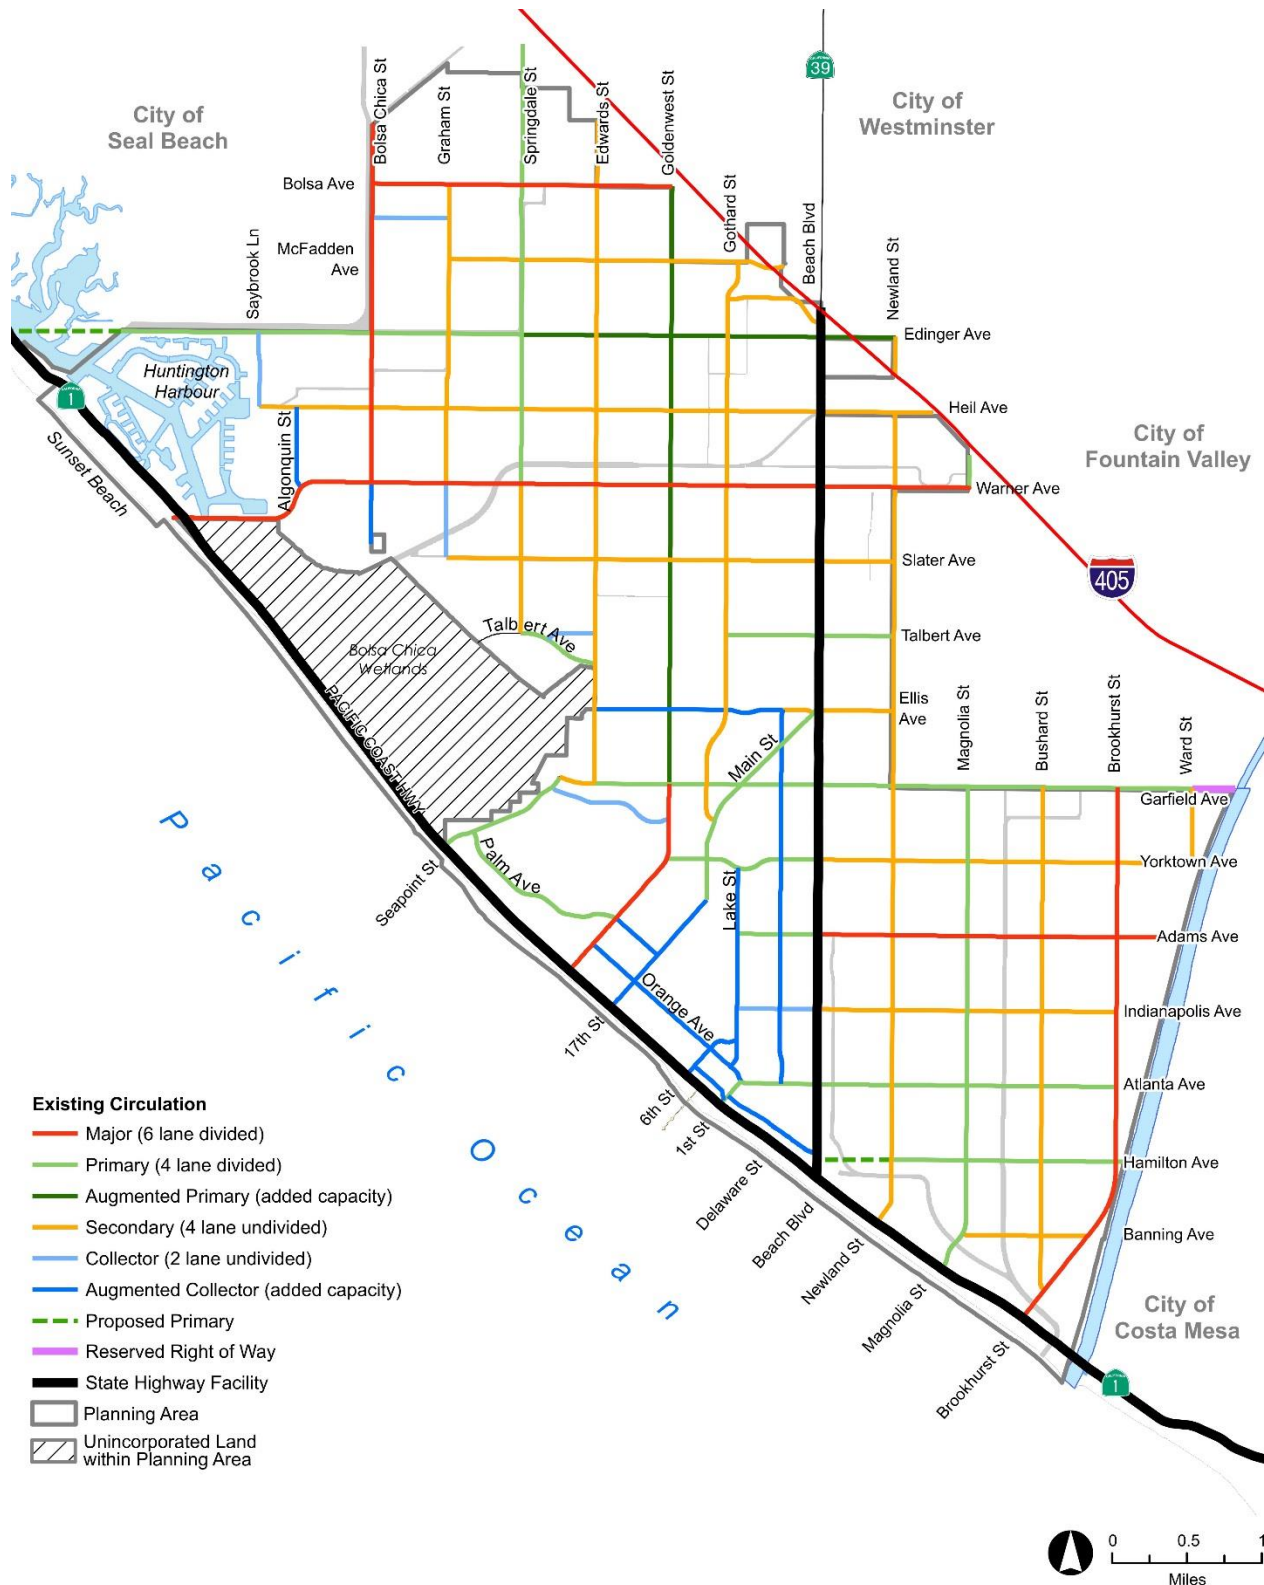 39
City of
Seal Beach
City of
Westminster
Bolsa Chica St
Graham St
Springdale St
Edwards St
Goldenwest St
Bolsa Ave
Gothard St
Beach Blvd
Newland St
Saybrook Ln
McFadden
Ave
Edinger Ave
Huntington
Harbour
1
Heil Ave
Algonquin St
Sunset Beach
City of
Fountain Valley
Warner Ave
Slater Ave
405
Talbert Ave
Talbert Ave
Bolsa Chica
Wetlands
PACIFIC COAST HWY
Ellis
Ave
Magnolia St
Bushard St
Brookhurst St
Ward St
Main St
Garfield Ave
Palm Ave
Seapoint St
Yorktown Ave
Lake St
Adams Ave
Orange Ave
17th St
Indianapolis Ave
6th St
1st St
Atlanta Ave
Delaware St
Hamilton Ave
Beach Blvd
Newland St
Magnolia St
Brookhurst St
Banning Ave
City of
Costa Mesa
1
Pacific Ocean
Existing Circulation
Major (6 lane divided)
Primary (4 lane divided)
Augmented Primary (added capacity)
Secondary (4 lane undivided)
Collector (2 lane undivided)
Augmented Collector (added capacity)
Proposed Primary
Reserved Right of Way
State Highway Facility
Planning Area
Unincorporated Land
within Planning Area
0 0.5 1
Miles